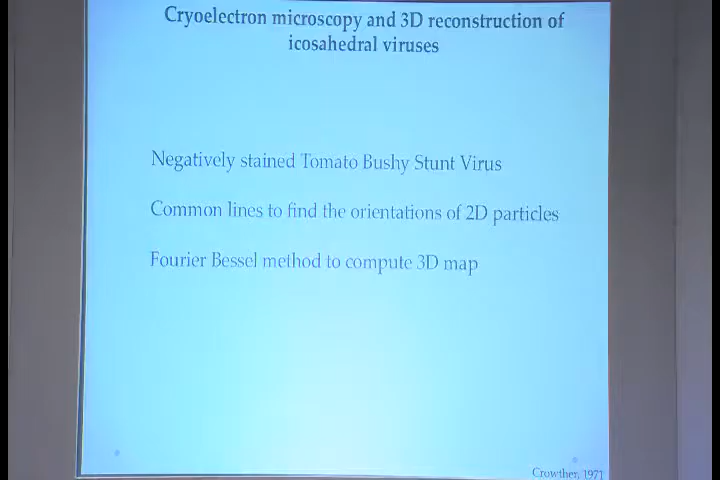 Cryoelectron microscopy and 3D reconstruction of
icosahedral viruses
Negatively stained Tomato Bushy Stunt Virus
Common lines to find the orientations of 2D particles
Fourier Bessel method to compute 3D map
Crowther, 1971